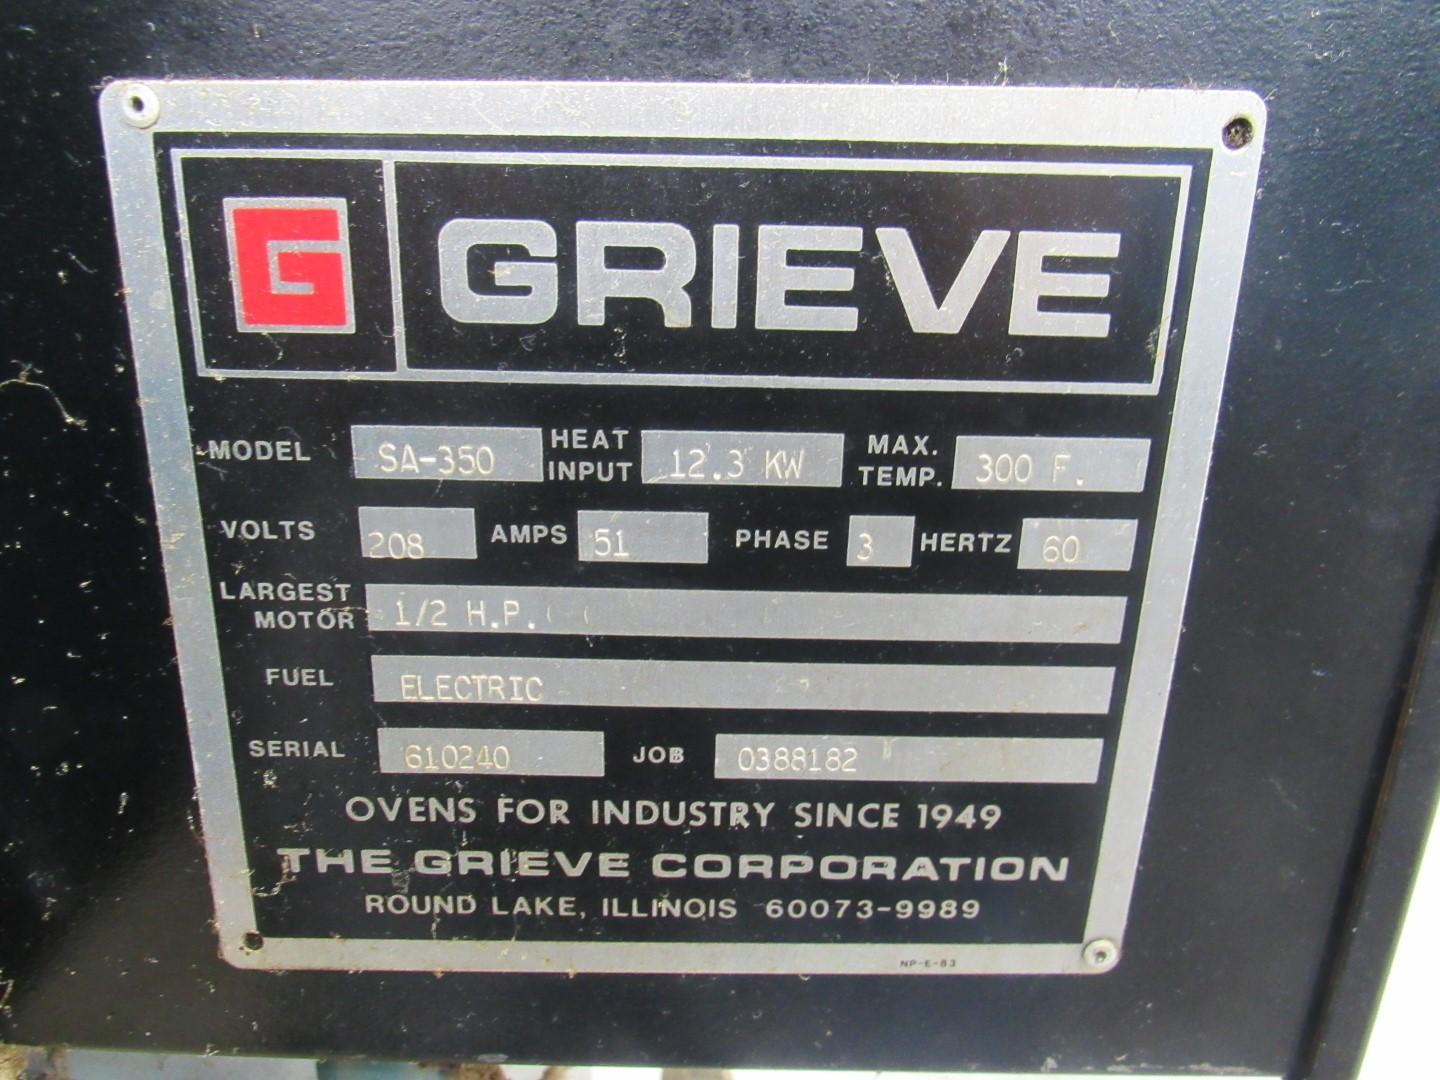 G GRIEVE
MODEL SA-350 HEAT INPUT 12.3 KW MAX. TEMP. 300 F.
VOLTS 208 AMPS 51 PHASE 3 HERTZ 60
LARGEST MOTOR 1/2 H.P.
FUEL ELECTRIC
SERIAL 610240 JOB 0388182
OVENS FOR INDUSTRY SINCE 1949
THE GRIEVE CORPORATION
ROUND LAKE, ILLINOIS 60073-9989
NP-E-83